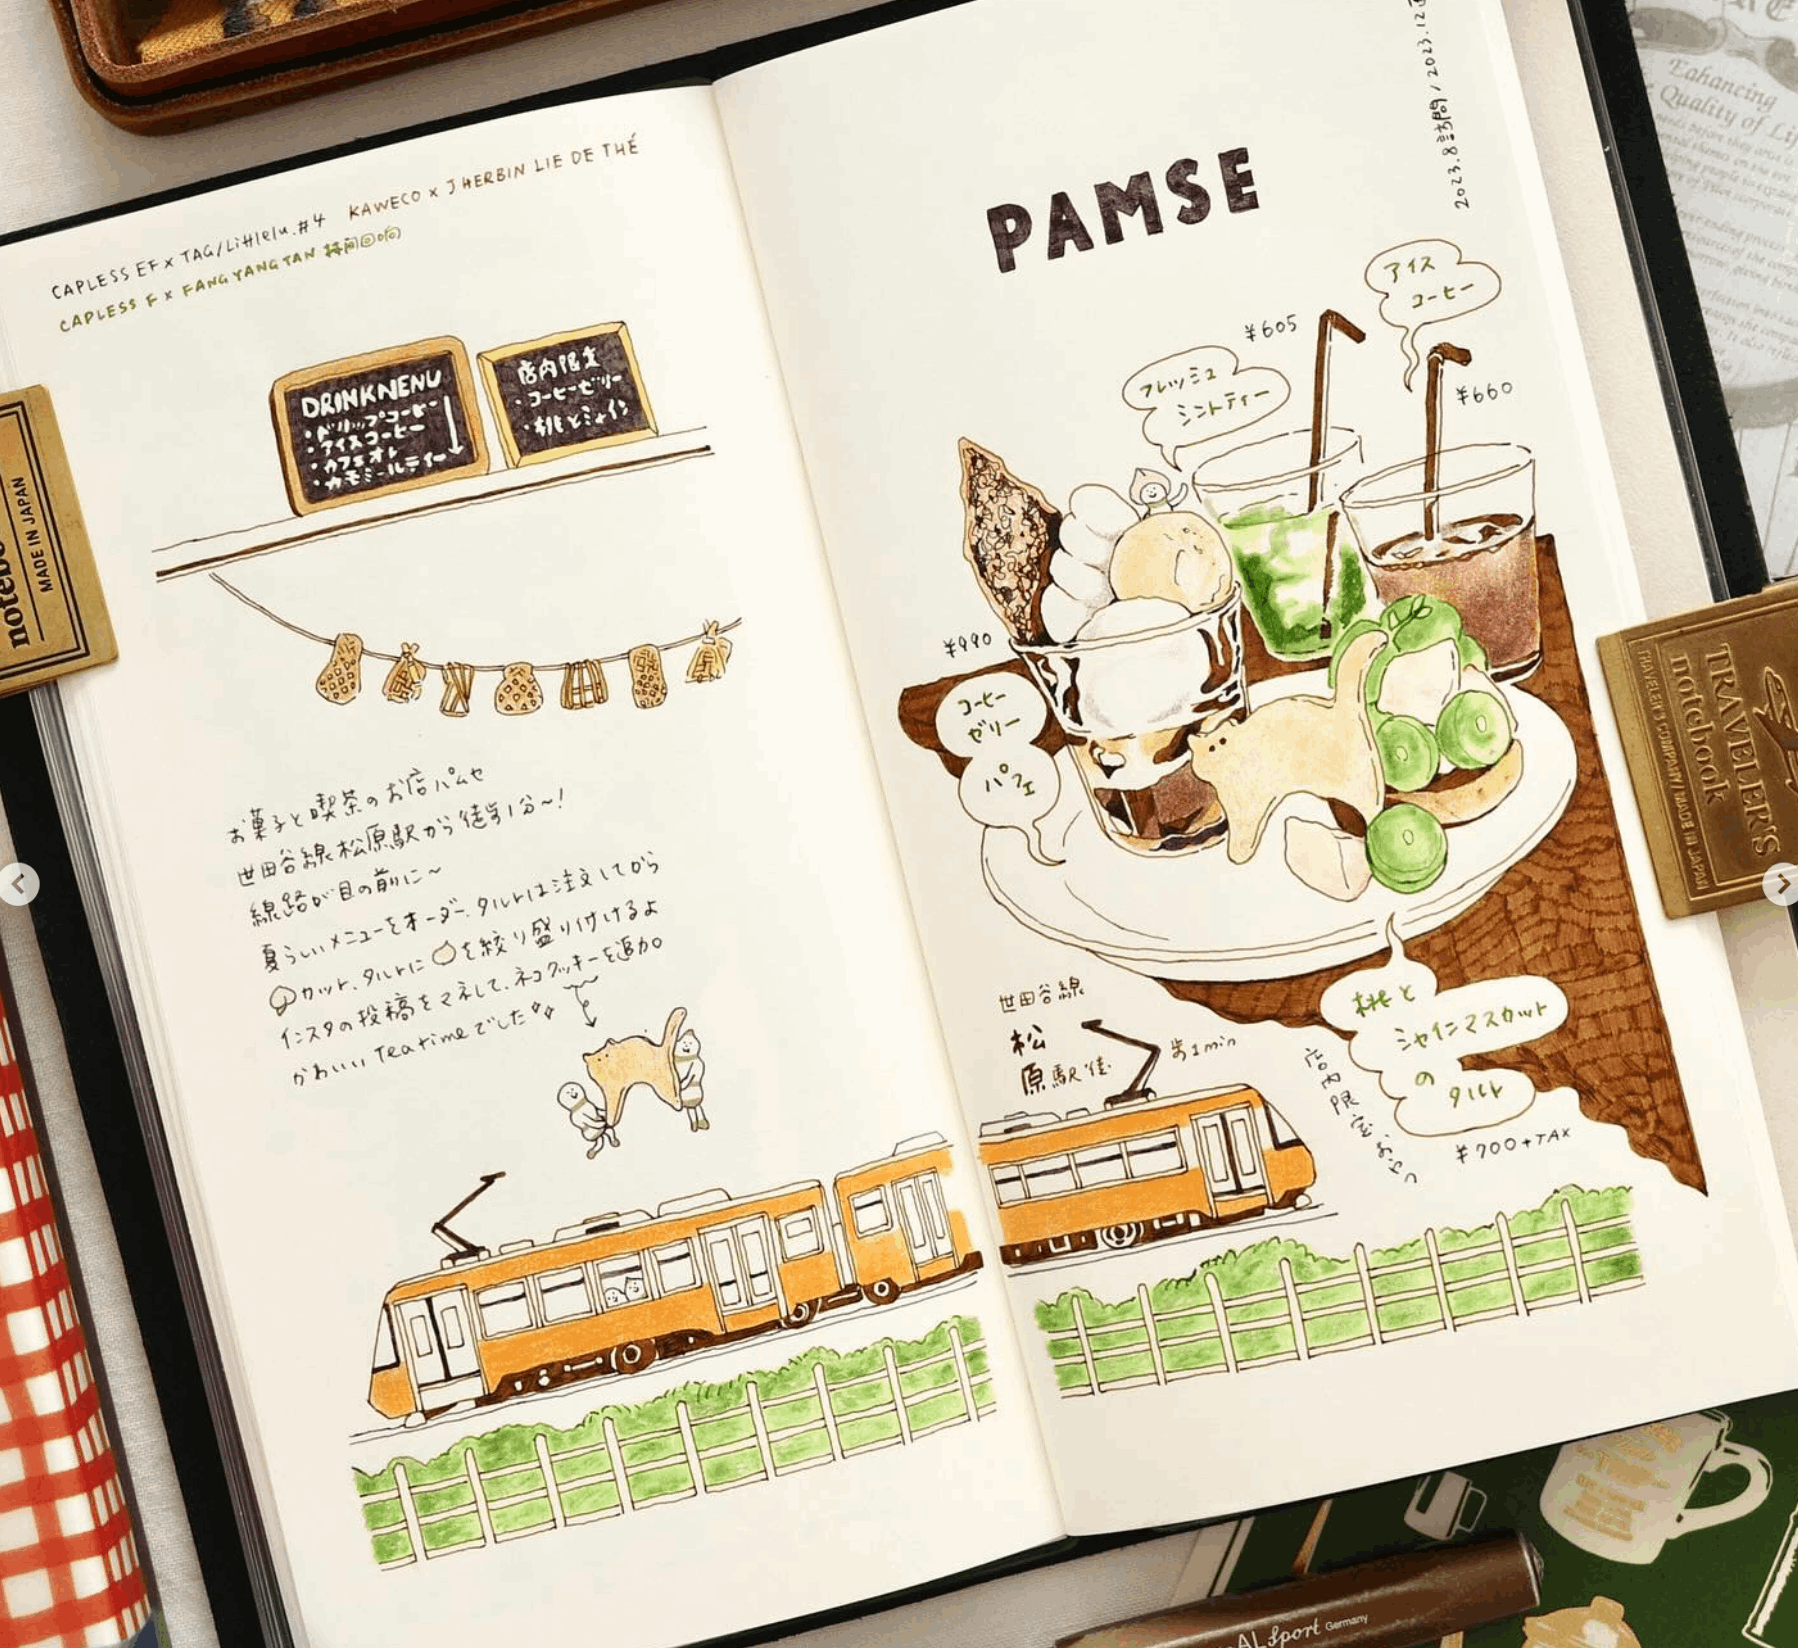 CAPLESS EF x TAG/Littlelu.#4 KAWECO x J HERBIN LIE DE THÉ
CAPLESS F x FANG YANG TAN 時間回响
DRINKNENU
・ドリップコーヒー
・アイスコーヒー
・カフェオレ
・カモミールティー
店内限定
・コーヒーゼリー
・桃とシャイン
お菓子と喫茶のお店パムセ
世田谷線松原駅から徒歩1分〜!
線路が目の前に〜
夏らしいメニューをオーダー、タルトは注文してから
カット、タルトに を絞り盛り付けるよ
インスタの投稿をマネして、ネコクッキーを追加
かわいい Tea time でした
PAMSE
2023.8訪問/2023.12
アイス
コーヒー
¥605
¥660
フレッシュ
ミントティー
¥990
コーヒー
ゼリー
パフェ
世田谷線
松
原駅
歩1min
桃と
シャインマスカット
の
タルト
店内限定おやつ
¥700+TAX
notebo
MADE IN JAPAN
TRAVELER'S
notebook
TRAVELER'S COMPANY MADE IN JAPAN
Enhancing
Quality of Li
AL Sport Germany